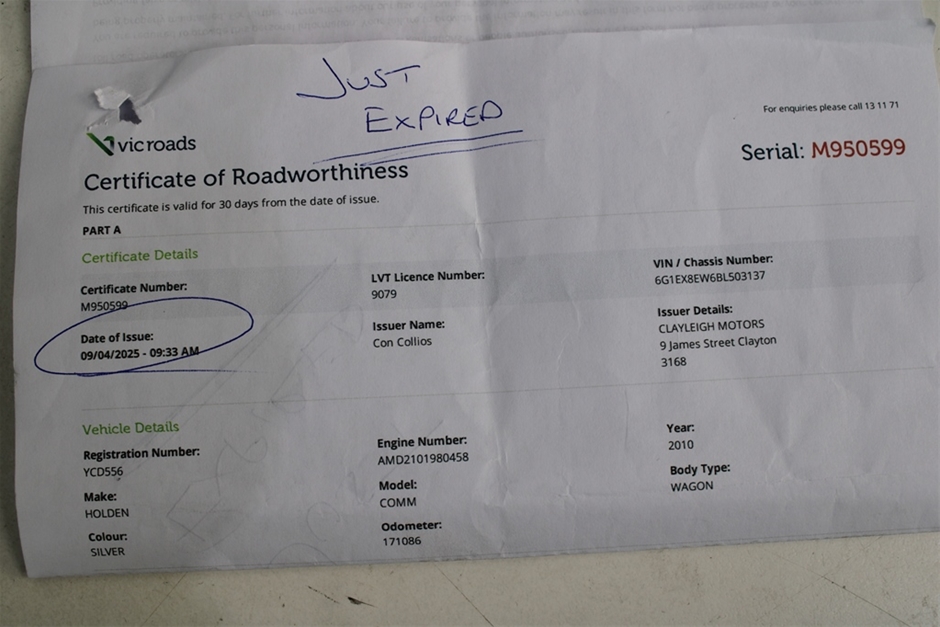 JUST
EXPIRED
For enquiries please call 13 11 71
vicroads
Serial: M950599
Certificate of Roadworthiness
This certificate is valid for 30 days from the date of issue.
PART A
Certificate Details
Certificate Number:
M950599
LVT Licence Number:
9079
VIN / Chassis Number:
6G1EX8EW6BL503137
Date of Issue:
09/04/2025 - 09:33 AM
Issuer Name:
Con Collios
Issuer Details:
CLAYLEIGH MOTORS
9 James Street Clayton
3168
Vehicle Details
Registration Number:
YCD556
Engine Number:
AMD2101980458
Year:
2010
Make:
HOLDEN
Model:
COMM
Body Type:
WAGON
Colour:
SILVER
Odometer:
171086